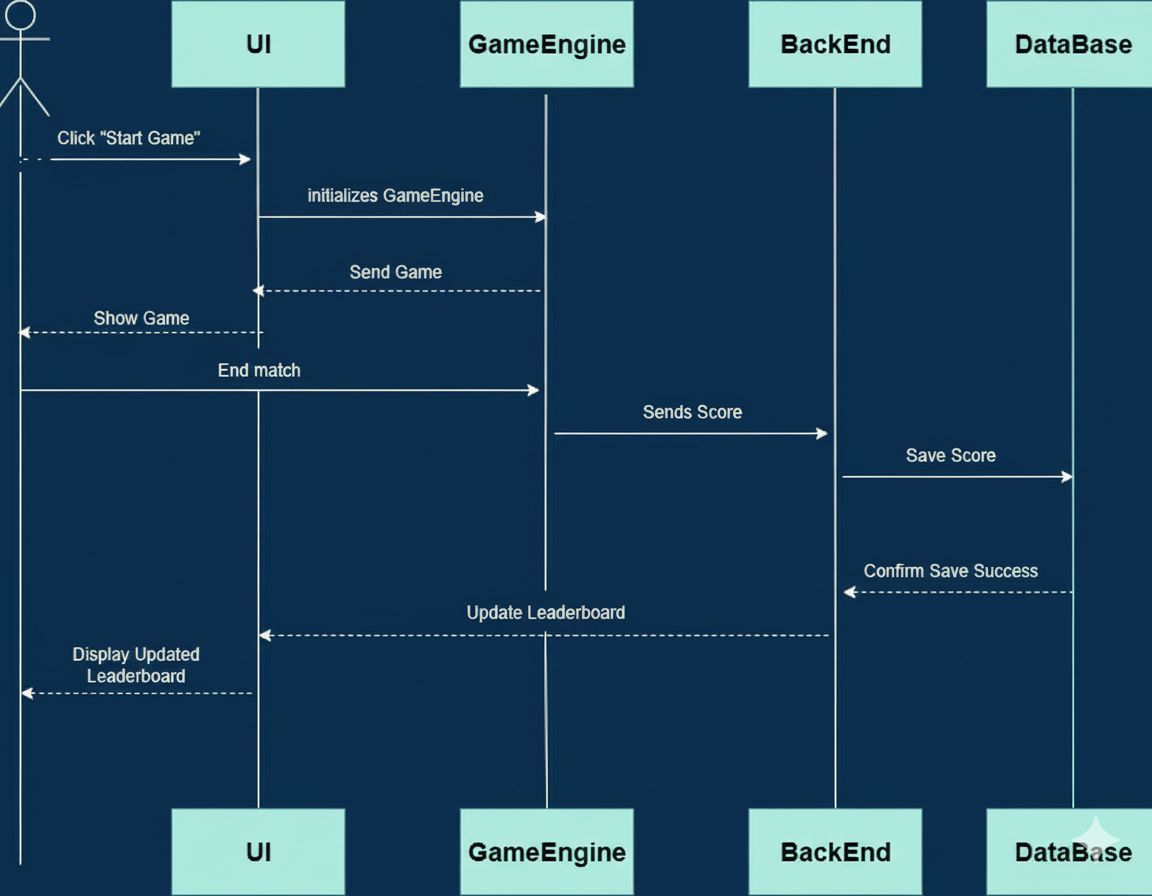 UI
GameEngine
BackEnd
DataBase
Click "Start Game"
initializes GameEngine
Send Game
Show Game
End match
Sends Score
Save Score
Confirm Save Success
Update Leaderboard
Display Updated
Leaderboard
UI
GameEngine
BackEnd
DataBase